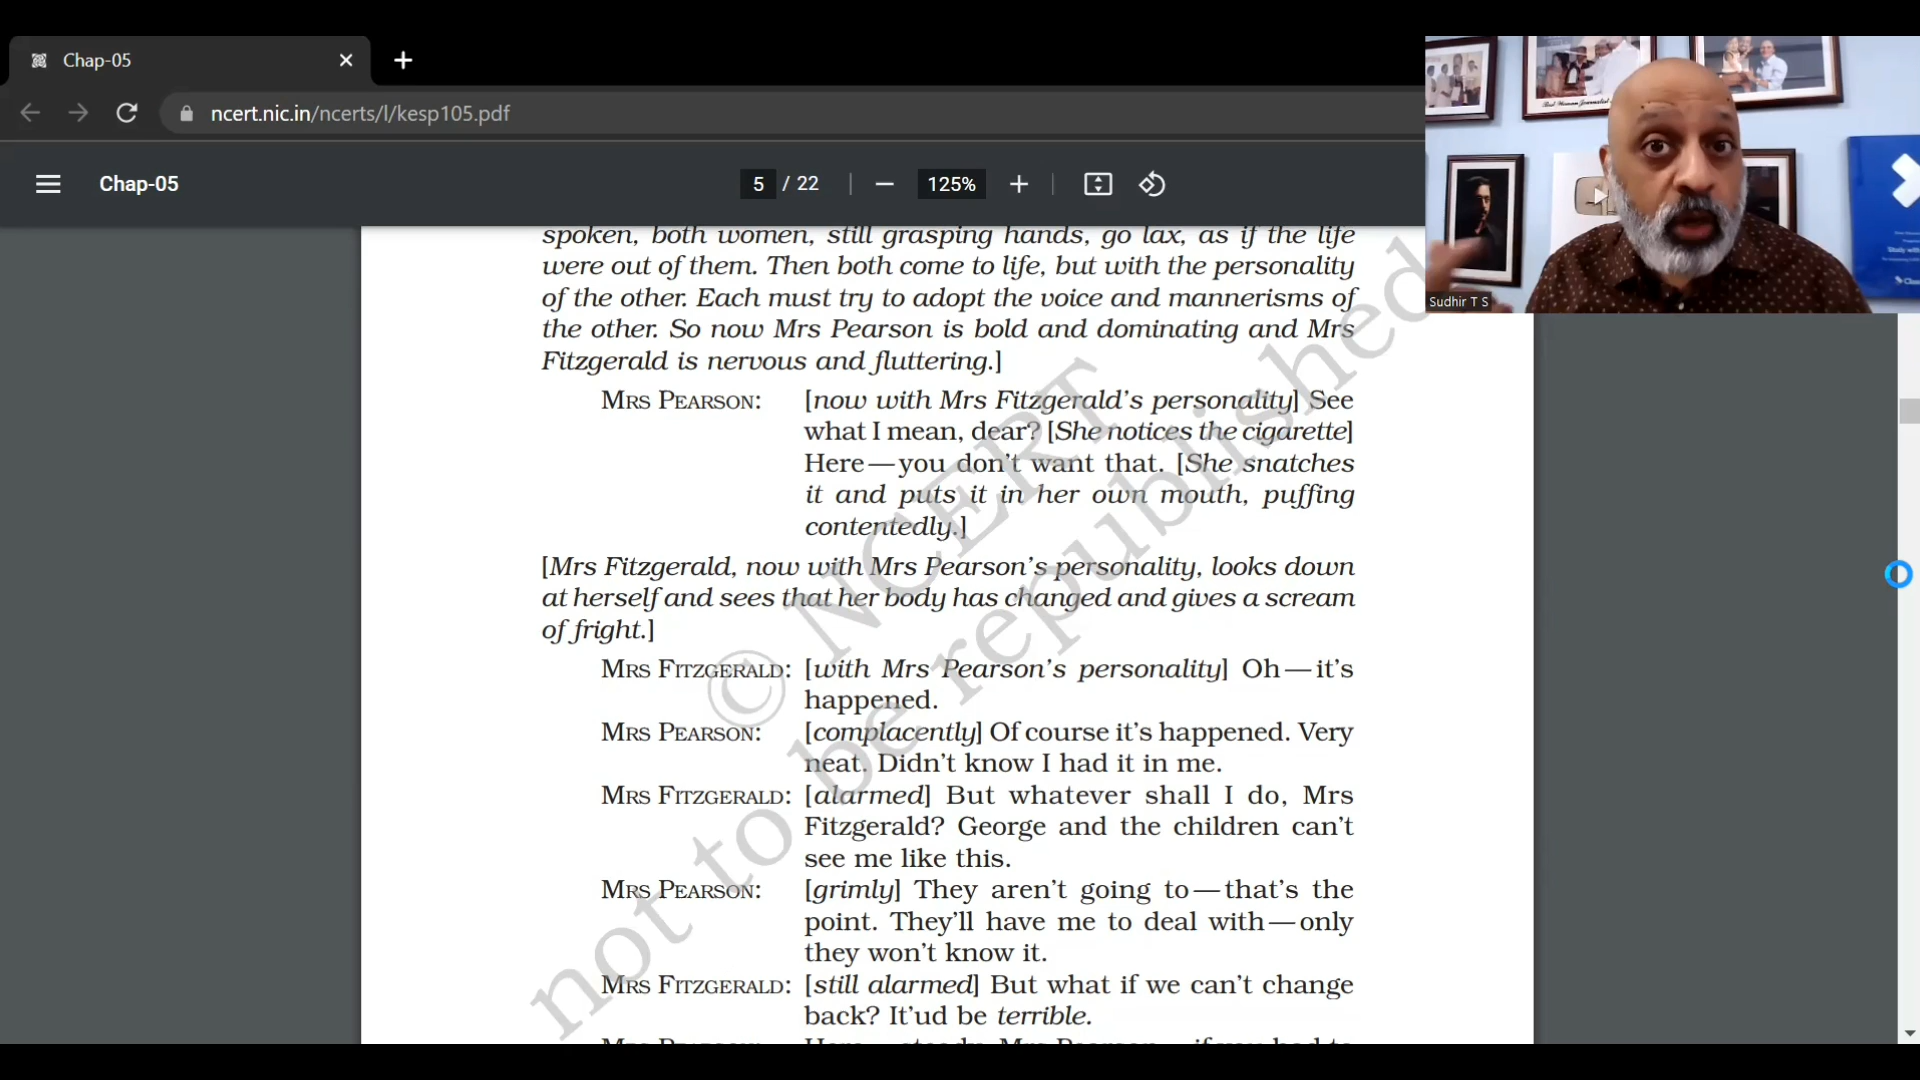 Chap-05
ncert.nic.in/ncerts/l/kesp105.pdf
Chap-05
5 / 22
125%
Sudhir T S
spoken, both women, still grasping hands, go lax, as if the life
were out of them. Then both come to life, but with the personality
of the other. Each must try to adopt the voice and mannerisms of
the other. So now Mrs Pearson is bold and dominating and Mrs
Fitzgerald is nervous and fluttering.]
MRS PEARSON: [now with Mrs Fitzgerald's personality] See
what I mean, dear? [She notices the cigarette]
Here—you don't want that. [She snatches
it and puts it in her own mouth, puffing
contentedly.]
[Mrs Fitzgerald, now with Mrs Pearson's personality, looks down
at herself and sees that her body has changed and gives a scream
of fright.]
MRS FITZGERALD: [with Mrs Pearson's personality] Oh—it's
happened.
MRS PEARSON: [complacently] Of course it's happened. Very
neat. Didn't know I had it in me.
MRS FITZGERALD: [alarmed] But whatever shall I do, Mrs
Fitzgerald? George and the children can't
see me like this.
MRS PEARSON: [grimly] They aren't going to—that's the
point. They'll have me to deal with—only
they won't know it.
MRS FITZGERALD: [still alarmed] But what if we can't change
back? It'ud be terrible.
© NCERT
not to be republished